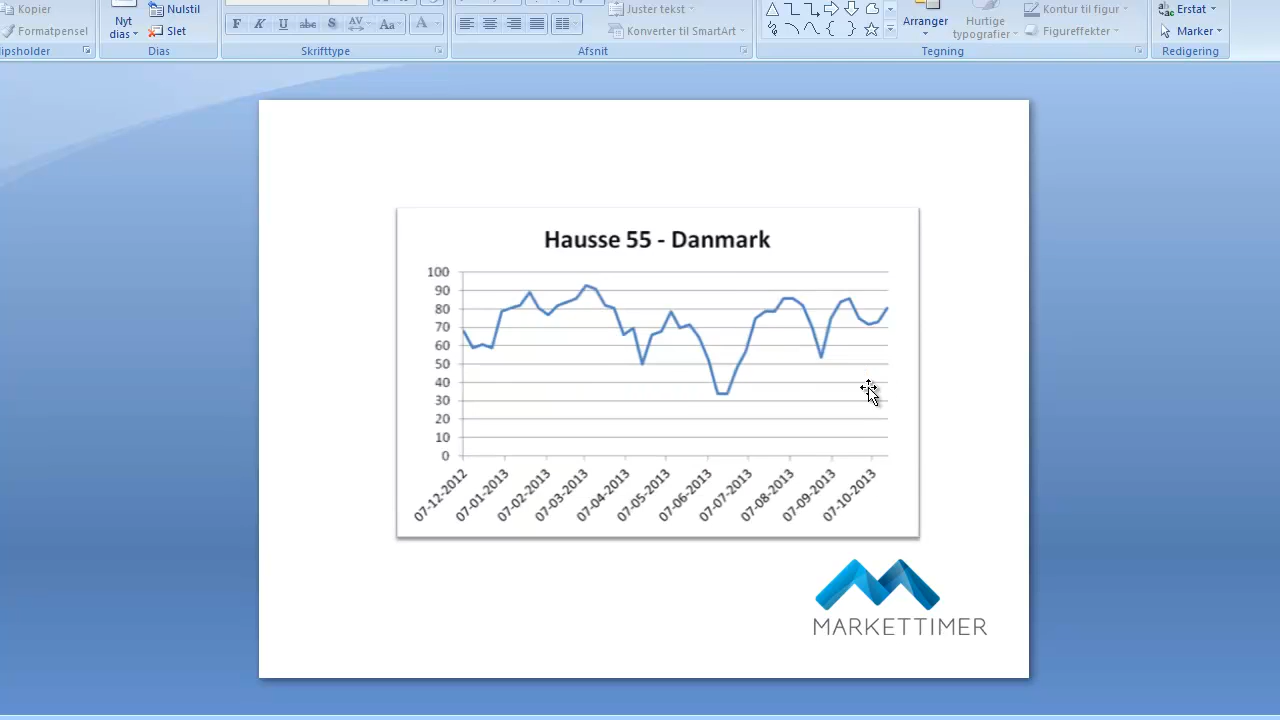 Kopier
Formatpensel
Nyt
dias
Nulstil
Slet
Dias
F K U abc S AV Aa A
Skrifttype
Juster tekst
Konverter til SmartArt
Afsnit
Arranger
Hurtige
typografier
Kontur til figur
Figureffekter
Tegning
Erstat
Marker
Redigering
Hausse 55 - Danmark
100
90
80
70
60
50
40
30
20
10
0
07-12-2012
07-01-2013
07-02-2013
07-03-2013
07-04-2013
07-05-2013
07-06-2013
07-07-2013
07-08-2013
07-09-2013
07-10-2013
MARKETTIMER